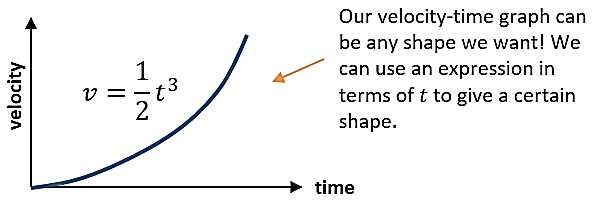 velocity
v = 1/2 t³
time
Our velocity-time graph can
be any shape we want! We
can use an expression in
terms of t to give a certain
shape.